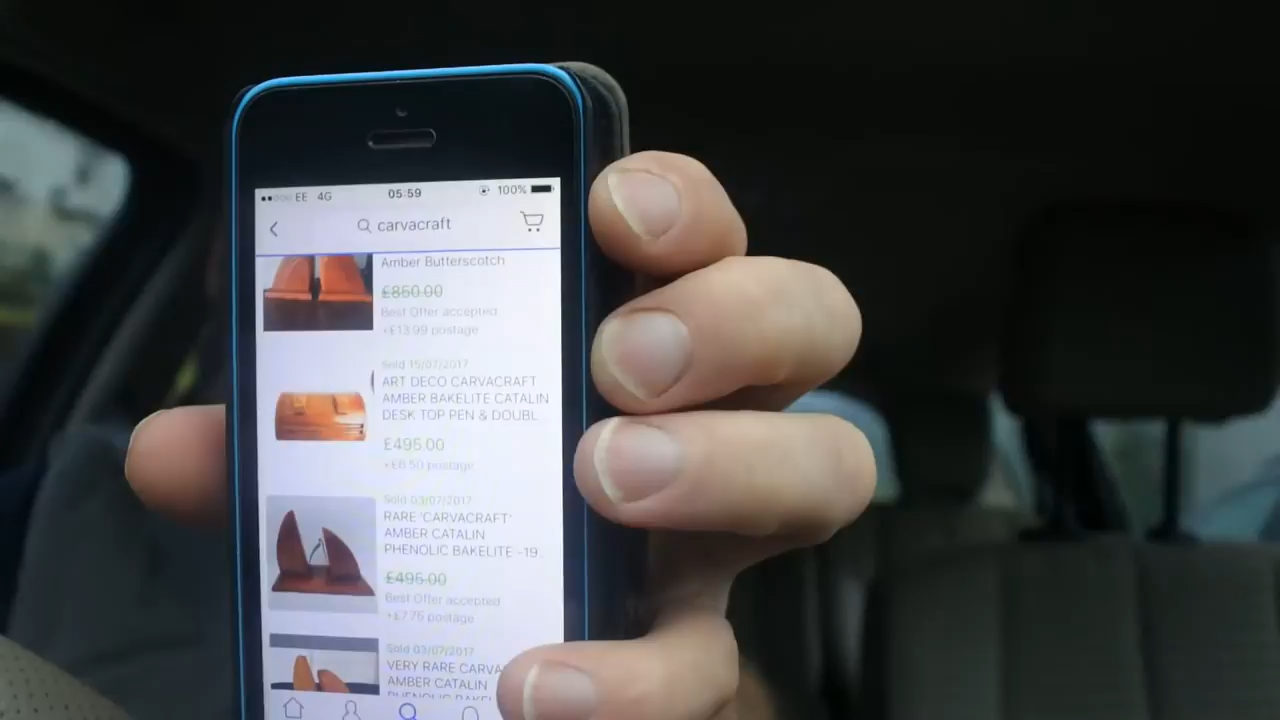 EE 4G 05:59 100%
carvacraft
Amber Butterscotch
£850.00
Best Offer accepted
+£13.99 postage
Sold 15/07/2017
ART DECO CARVACRAFT
AMBER BAKELITE CATALIN
DESK TOP PEN & DOUBL...
£495.00
+£6.50 postage
Sold 03/07/2017
RARE 'CARVACRAFT'
AMBER CATALIN
PHENOLIC BAKELITE -19...
£495.00
Best Offer accepted
+£7.75 postage
Sold 03/07/2017
VERY RARE CARVA
AMBER CATALIN
PHENOLIC BAKEL